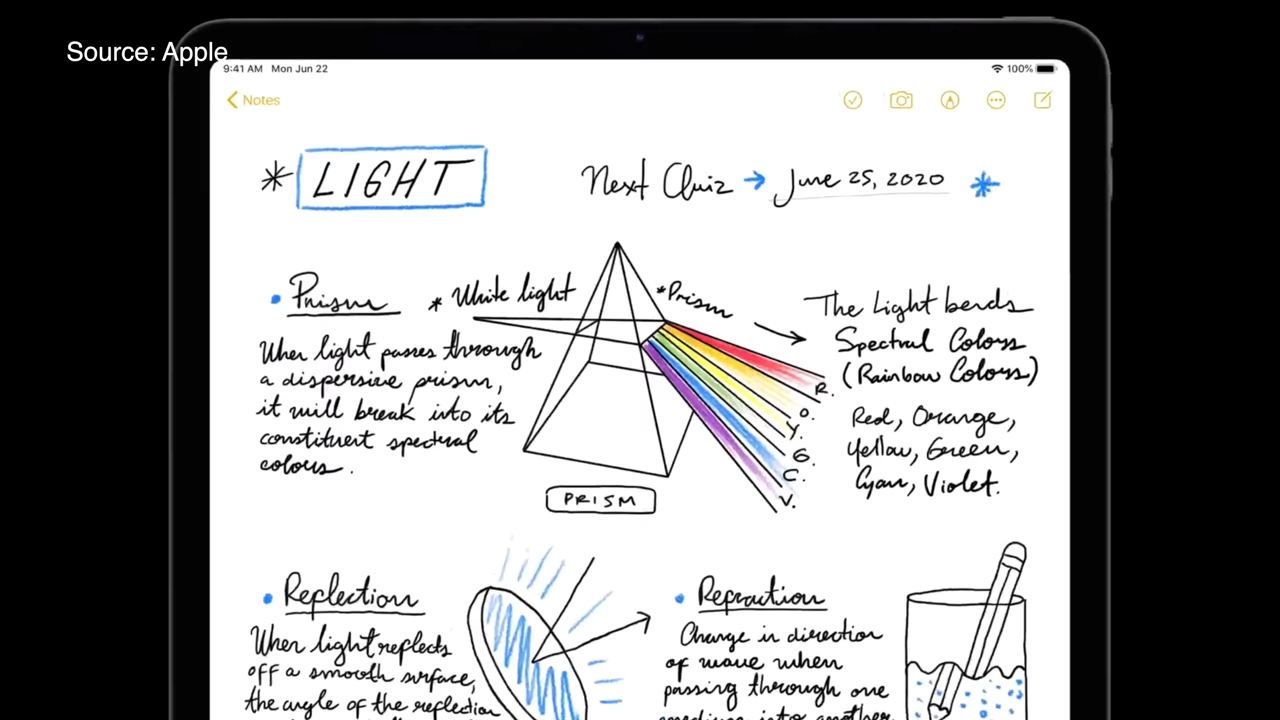 Source: Apple
9:41 AM Mon Jun 22
100%
Notes
* LIGHT
Next Quiz → June 25, 2020 *
• Prism
* White light
*Prism
The Light bends
Spectral Colors
(Rainbow Colors)
When light passes through
a dispersive prism,
it will break into its
constituent spectral
colours.
R.
O.
Y.
G.
C.
V.
Red, Orange,
Yellow, Green,
Cyan, Violet.
PRISM
• Reflection
When light reflects
off a smooth surface,
the angle of the reflection
• Refraction
Change in direction
of wave when
passing through one
medium into another